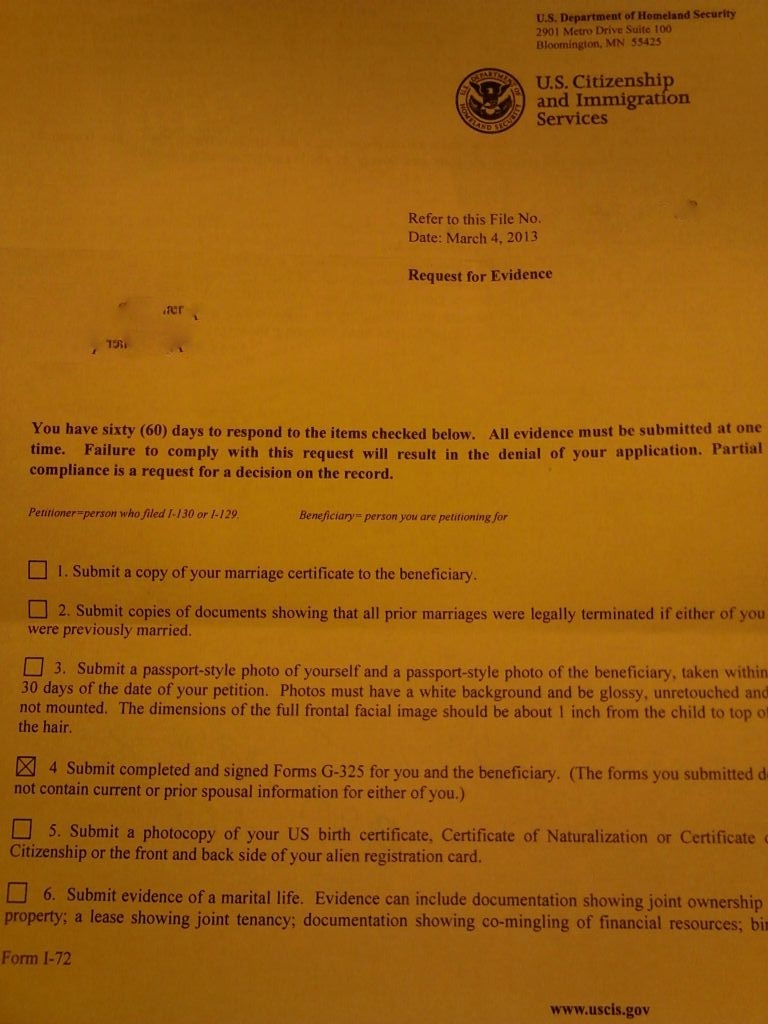 U.S. Department of Homeland Security
2901 Metro Drive Suite 100
Bloomington, MN 55425
U.S. DEPARTMENT OF HOMELAND SECURITY
U.S. Citizenship
and Immigration
Services
Refer to this File No.
Date: March 4, 2013
Request for Evidence
You have sixty (60) days to respond to the items checked below. All evidence must be submitted at one
time. Failure to comply with this request will result in the denial of your application. Partial
compliance is a request for a decision on the record.
Petitioner=person who filed I-130 or I-129. Beneficiary= person you are petitioning for
1. Submit a copy of your marriage certificate to the beneficiary.
2. Submit copies of documents showing that all prior marriages were legally terminated if either of you
were previously married.
3. Submit a passport-style photo of yourself and a passport-style photo of the beneficiary, taken within
30 days of the date of your petition. Photos must have a white background and be glossy, unretouched and
not mounted. The dimensions of the full frontal facial image should be about 1 inch from the child to top of
the hair.
4 Submit completed and signed Forms G-325 for you and the beneficiary. (The forms you submitted
not contain current or prior spousal information for either of you.)
5. Submit a photocopy of your US birth certificate, Certificate of Naturalization or Certificate
Citizenship or the front and back side of your alien registration card.
6. Submit evidence of a marital life. Evidence can include documentation showing joint ownership
property; a lease showing joint tenancy; documentation showing co-mingling of financial resources;
Form I-72
www.uscis.gov